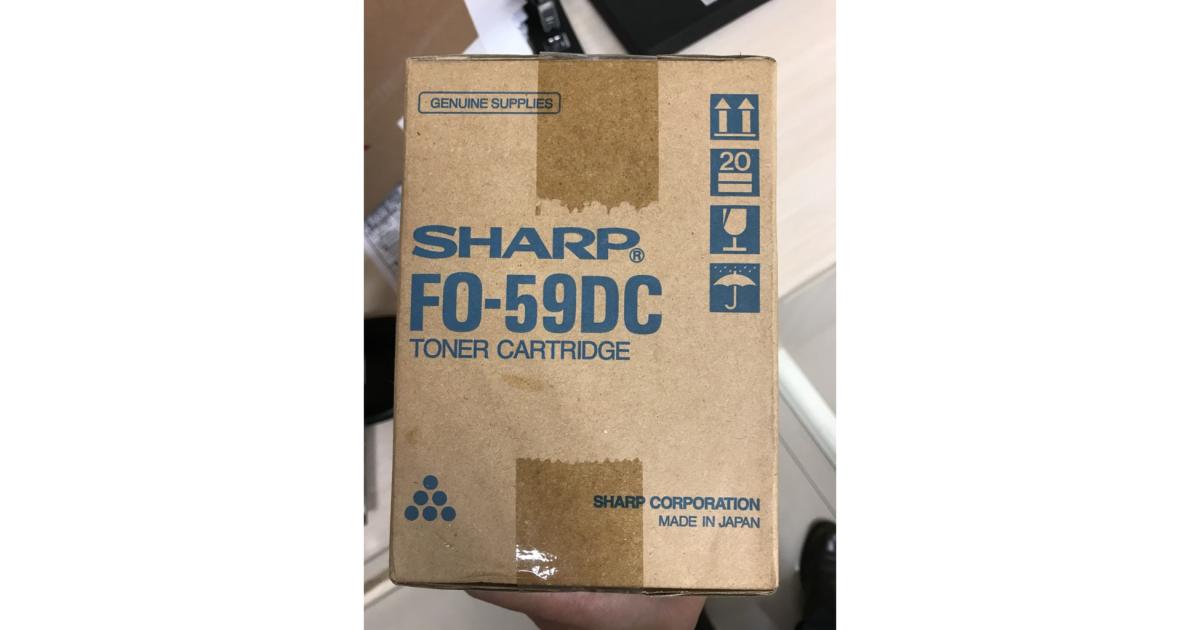 GENUINE SUPPLIES
20
SHARP®
FO-59DC
TONER CARTRIDGE
SHARP CORPORATION
MADE IN JAPAN